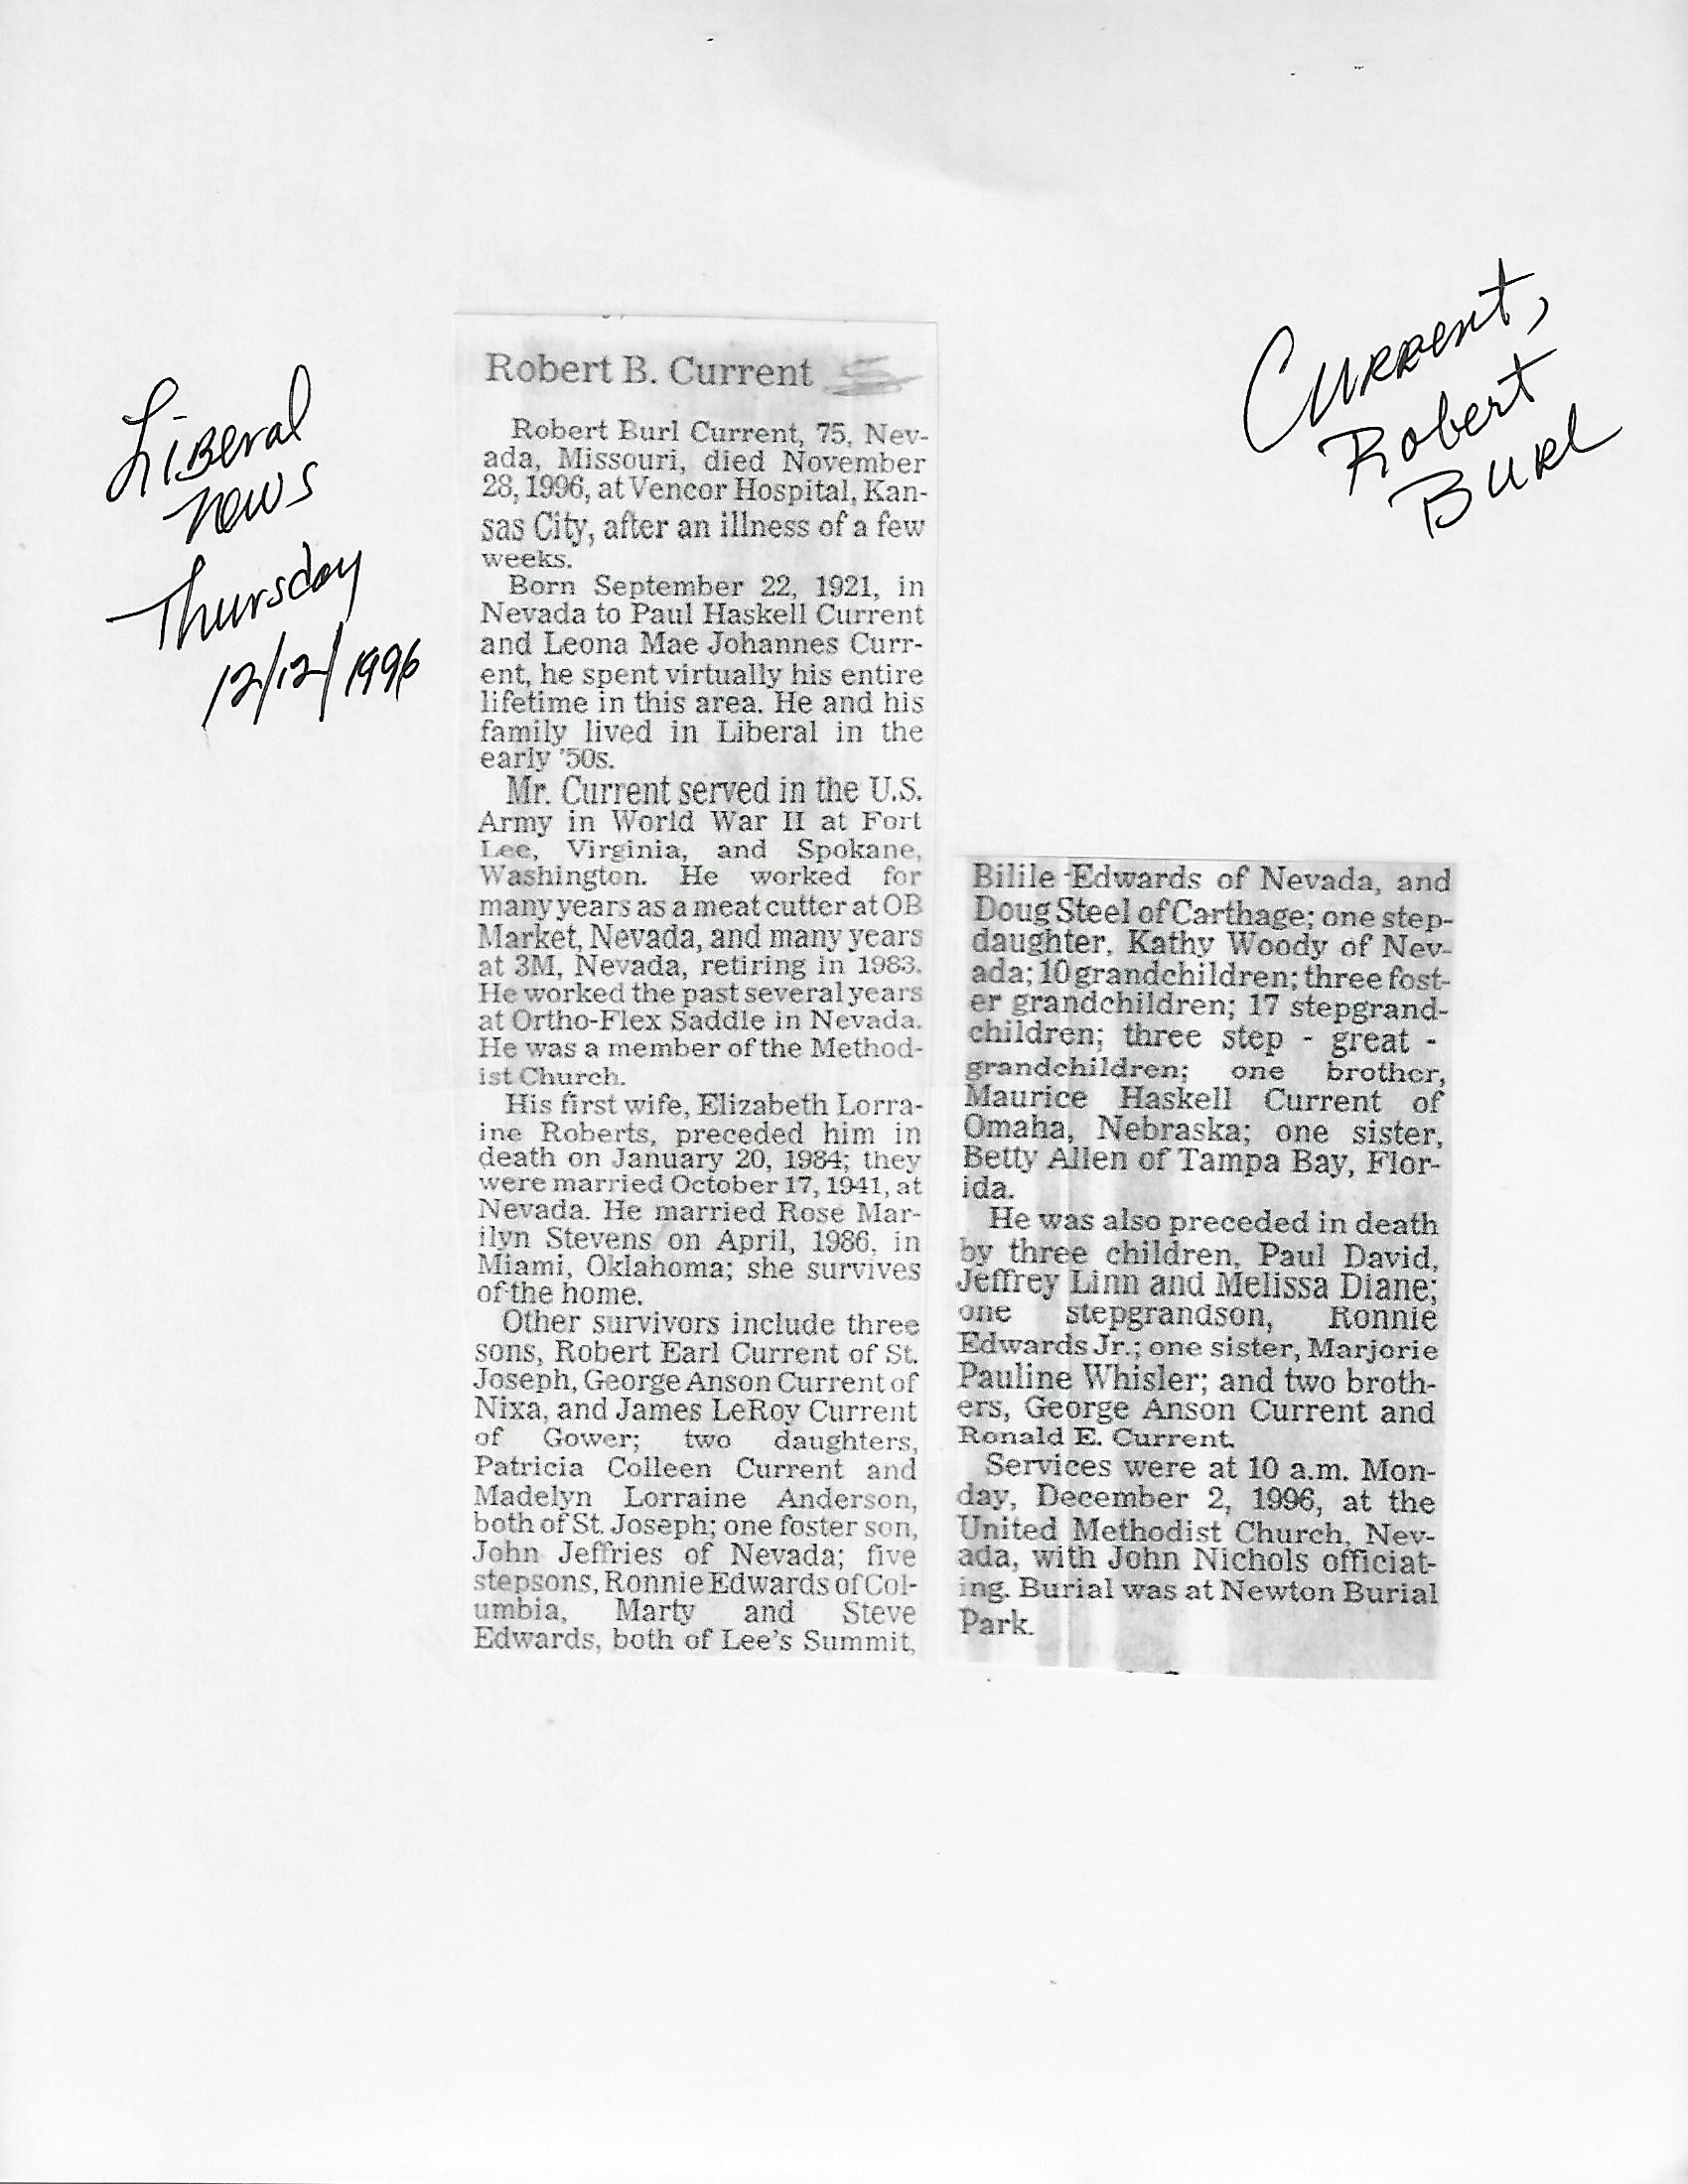 Liberal
News
Thursday
12/12/1996
Current,
Robert
Burl
Robert B. Current
Robert Burl Current, 75, Nev-
ada, Missouri, died November
28, 1996, at Vencor Hospital, Kan-
sas City, after an illness of a few
weeks.
Born September 22, 1921, in
Nevada to Paul Haskell Current
and Leona Mae Johannes Curr-
ent, he spent virtually his entire
lifetime in this area. He and his
family lived in Liberal in the
early '50s.
Mr. Current served in the U.S.
Army in World War II at Fort
Lee, Virginia, and Spokane,
Washington. He worked for
many years as a meat cutter at OB
Market, Nevada, and many years
at 3M, Nevada, retiring in 1983.
He worked the past several years
at Ortho-Flex Saddle in Nevada.
He was a member of the Method-
ist Church.
His first wife, Elizabeth Lorra-
ine Roberts, preceded him in
death on January 20, 1984; they
were married October 17, 1941, at
Nevada. He married Rose Mar-
ilyn Stevens on April, 1986, in
Miami, Oklahoma; she survives
of the home.
Other survivors include three
sons, Robert Earl Current of St.
Joseph, George Anson Current of
Nixa, and James LeRoy Current
of Gower; two daughters,
Patricia Colleen Current and
Madelyn Lorraine Anderson,
both of St. Joseph; one foster son,
John Jeffries of Nevada; five
stepsons, Ronnie Edwards of Col-
umbia, Marty and Steve
Edwards, both of Lee's Summit,
Bilile Edwards of Nevada, and
Doug Steel of Carthage; one step-
daughter, Kathy Woody of Nev-
ada; 10 grandchildren; three fost-
er grandchildren; 17 stepgrand-
children; three step - great -
grandchildren; one brother,
Maurice Haskell Current of
Omaha, Nebraska; one sister,
Betty Allen of Tampa Bay, Flor-
ida.
He was also preceded in death
by three children, Paul David,
Jeffrey Linn and Melissa Diane;
one stepgrandson, Ronnie
Edwards Jr.; one sister, Marjorie
Pauline Whisler; and two broth-
ers, George Anson Current and
Ronald E. Current.
Services were at 10 a.m. Mon-
day, December 2, 1996, at the
United Methodist Church, Nev-
ada, with John Nichols officiat-
ing. Burial was at Newton Burial
Park.